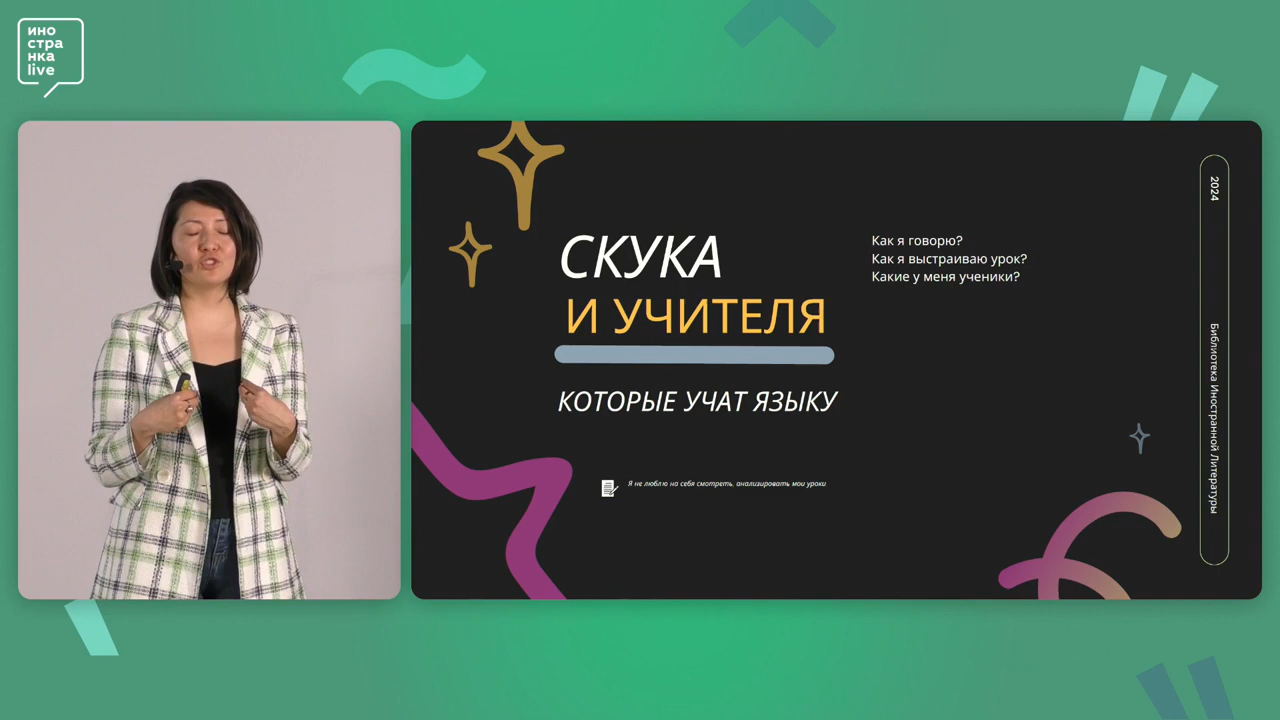 ино
стра
нка
live
СКУКА
И УЧИТЕЛЯ
КОТОРЫЕ УЧАТ ЯЗЫКУ
Я не люблю на себя смотреть, анализировать мои уроки
Как я говорю?
Как я выстраиваю урок?
Какие у меня ученики?
2024
Библиотека Иностранной Литературы